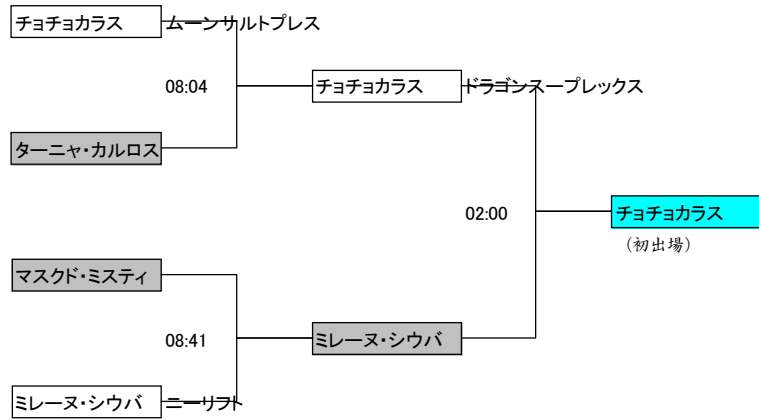 チョチョカラス ムーンサルトプレス
08:04
チョチョカラス ドラゴンスープレックス
ターニャ・カルロス
02:00
チョチョカラス
(初出場)
マスクド・ミスティ
08:41
ミレーヌ・シウバ
ミレーヌ・シウバ ニーリフト